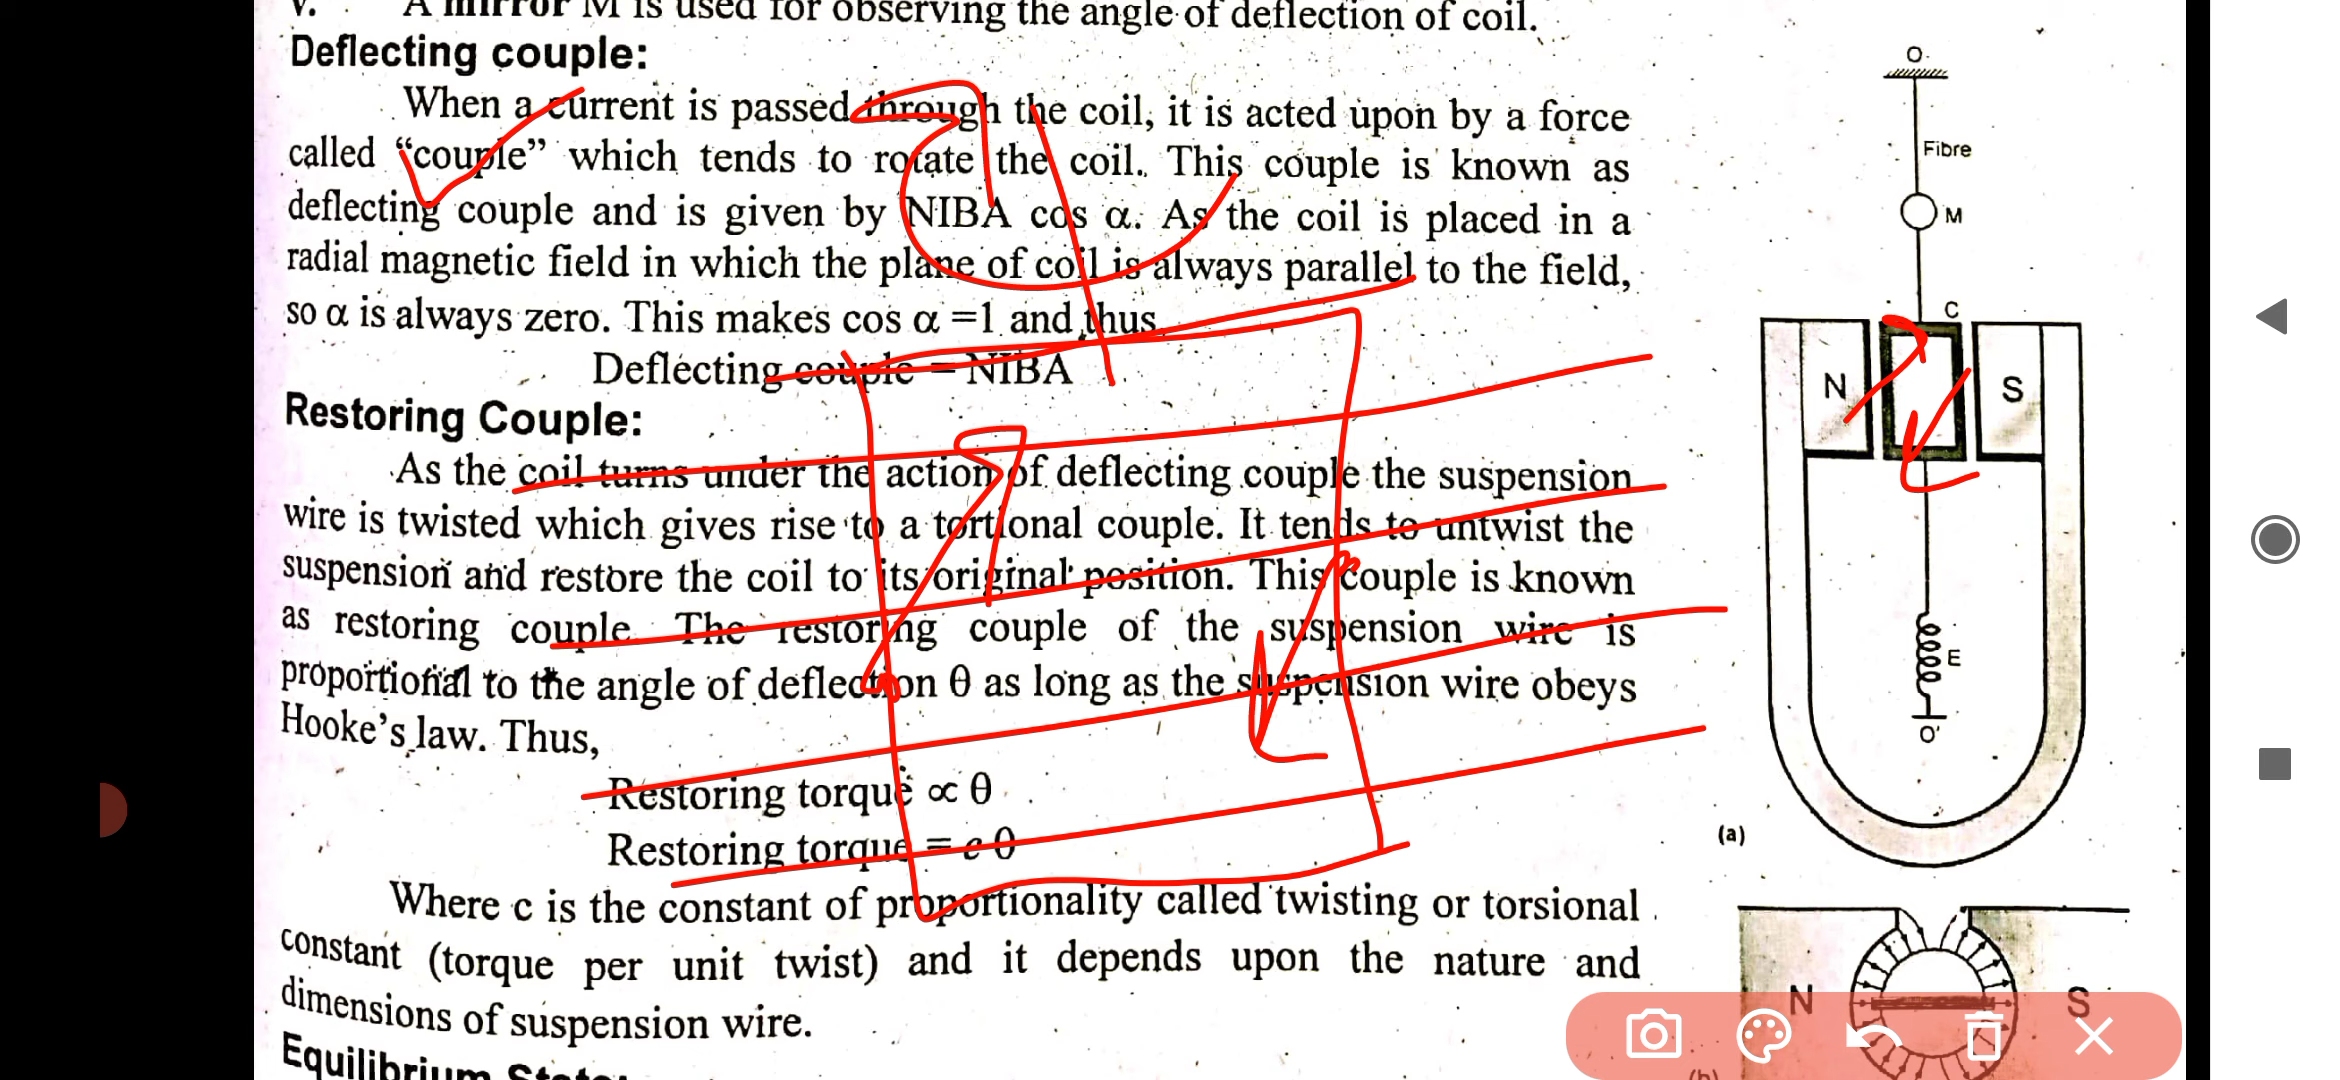 v. A mirror M is used for observing the angle of deflection of coil.
Deflecting couple:
When a current is passed through the coil, it is acted upon by a force
called “couple” which tends to rotate the coil. This couple is known as
deflecting couple and is given by NIBA cos α. As the coil is placed in a
radial magnetic field in which the plane of coil is always parallel to the field,
so α is always zero. This makes cos α =1 and thus
Deflecting couple = NIBA
Restoring Couple:
As the coil turns under the action of deflecting couple the suspension
wire is twisted which gives rise to a tortional couple. It tends to untwist the
suspension and restore the coil to its original position. This couple is known
as restoring couple. The restoring couple of the suspension wire is
proportional to the angle of deflection θ as long as the suspension wire obeys
Hooke’s law. Thus,
Restoring torque ∝ θ
Restoring torque = c θ
Where c is the constant of proportionality called twisting or torsional
constant (torque per unit twist) and it depends upon the nature and
dimensions of suspension wire.
Equilibrium State:
O
Fibre
M
C
N
S
E
O'
(a)
N
S
(b)